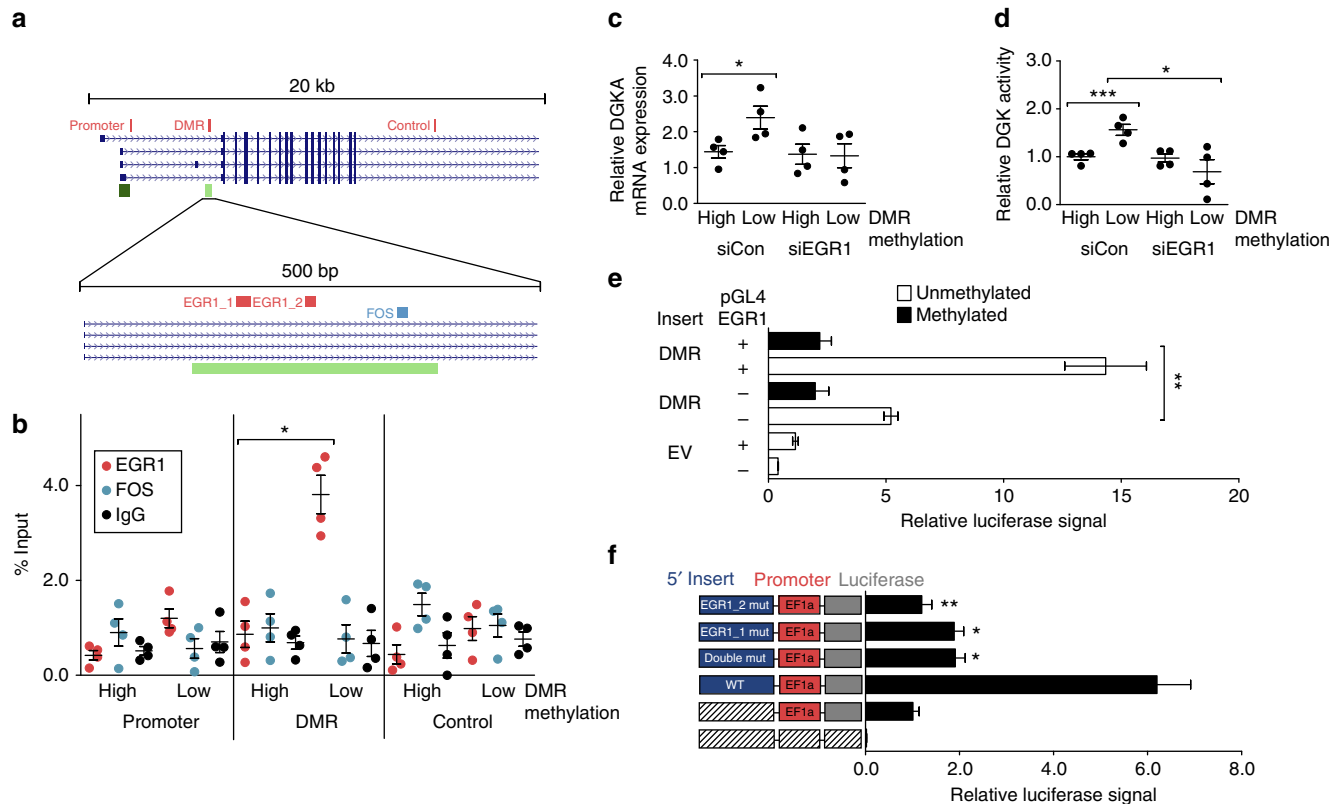 a
20 kb
Promoter
DMR
Control
500 bp
EGR1_1
EGR1_2
FOS
b
EGR1
FOS
IgG
% Input
4.0
2.0
0.0
*
High Low High Low High Low DMR methylation
Promoter DMR Control
c
Relative DGKA mRNA expression
4.0
3.0
2.0
1.0
0.0
*
High Low High Low DMR methylation
siCon siEGR1
d
Relative DGK activity
3.0
2.0
1.0
0.0
***
*
High Low High Low DMR methylation
siCon siEGR1
e
Unmethylated
Methylated
pGL4
Insert EGR1
DMR +
+
DMR −
−
EV +
−
**
0 5 10 15 20
Relative luciferase signal
f
5′ Insert Promoter Luciferase
EGR1_2 mut EF1a **
EGR1_1 mut EF1a *
Double mut EF1a *
WT EF1a
EF1a
0.0 2.0 4.0 6.0 8.0
Relative luciferase signal